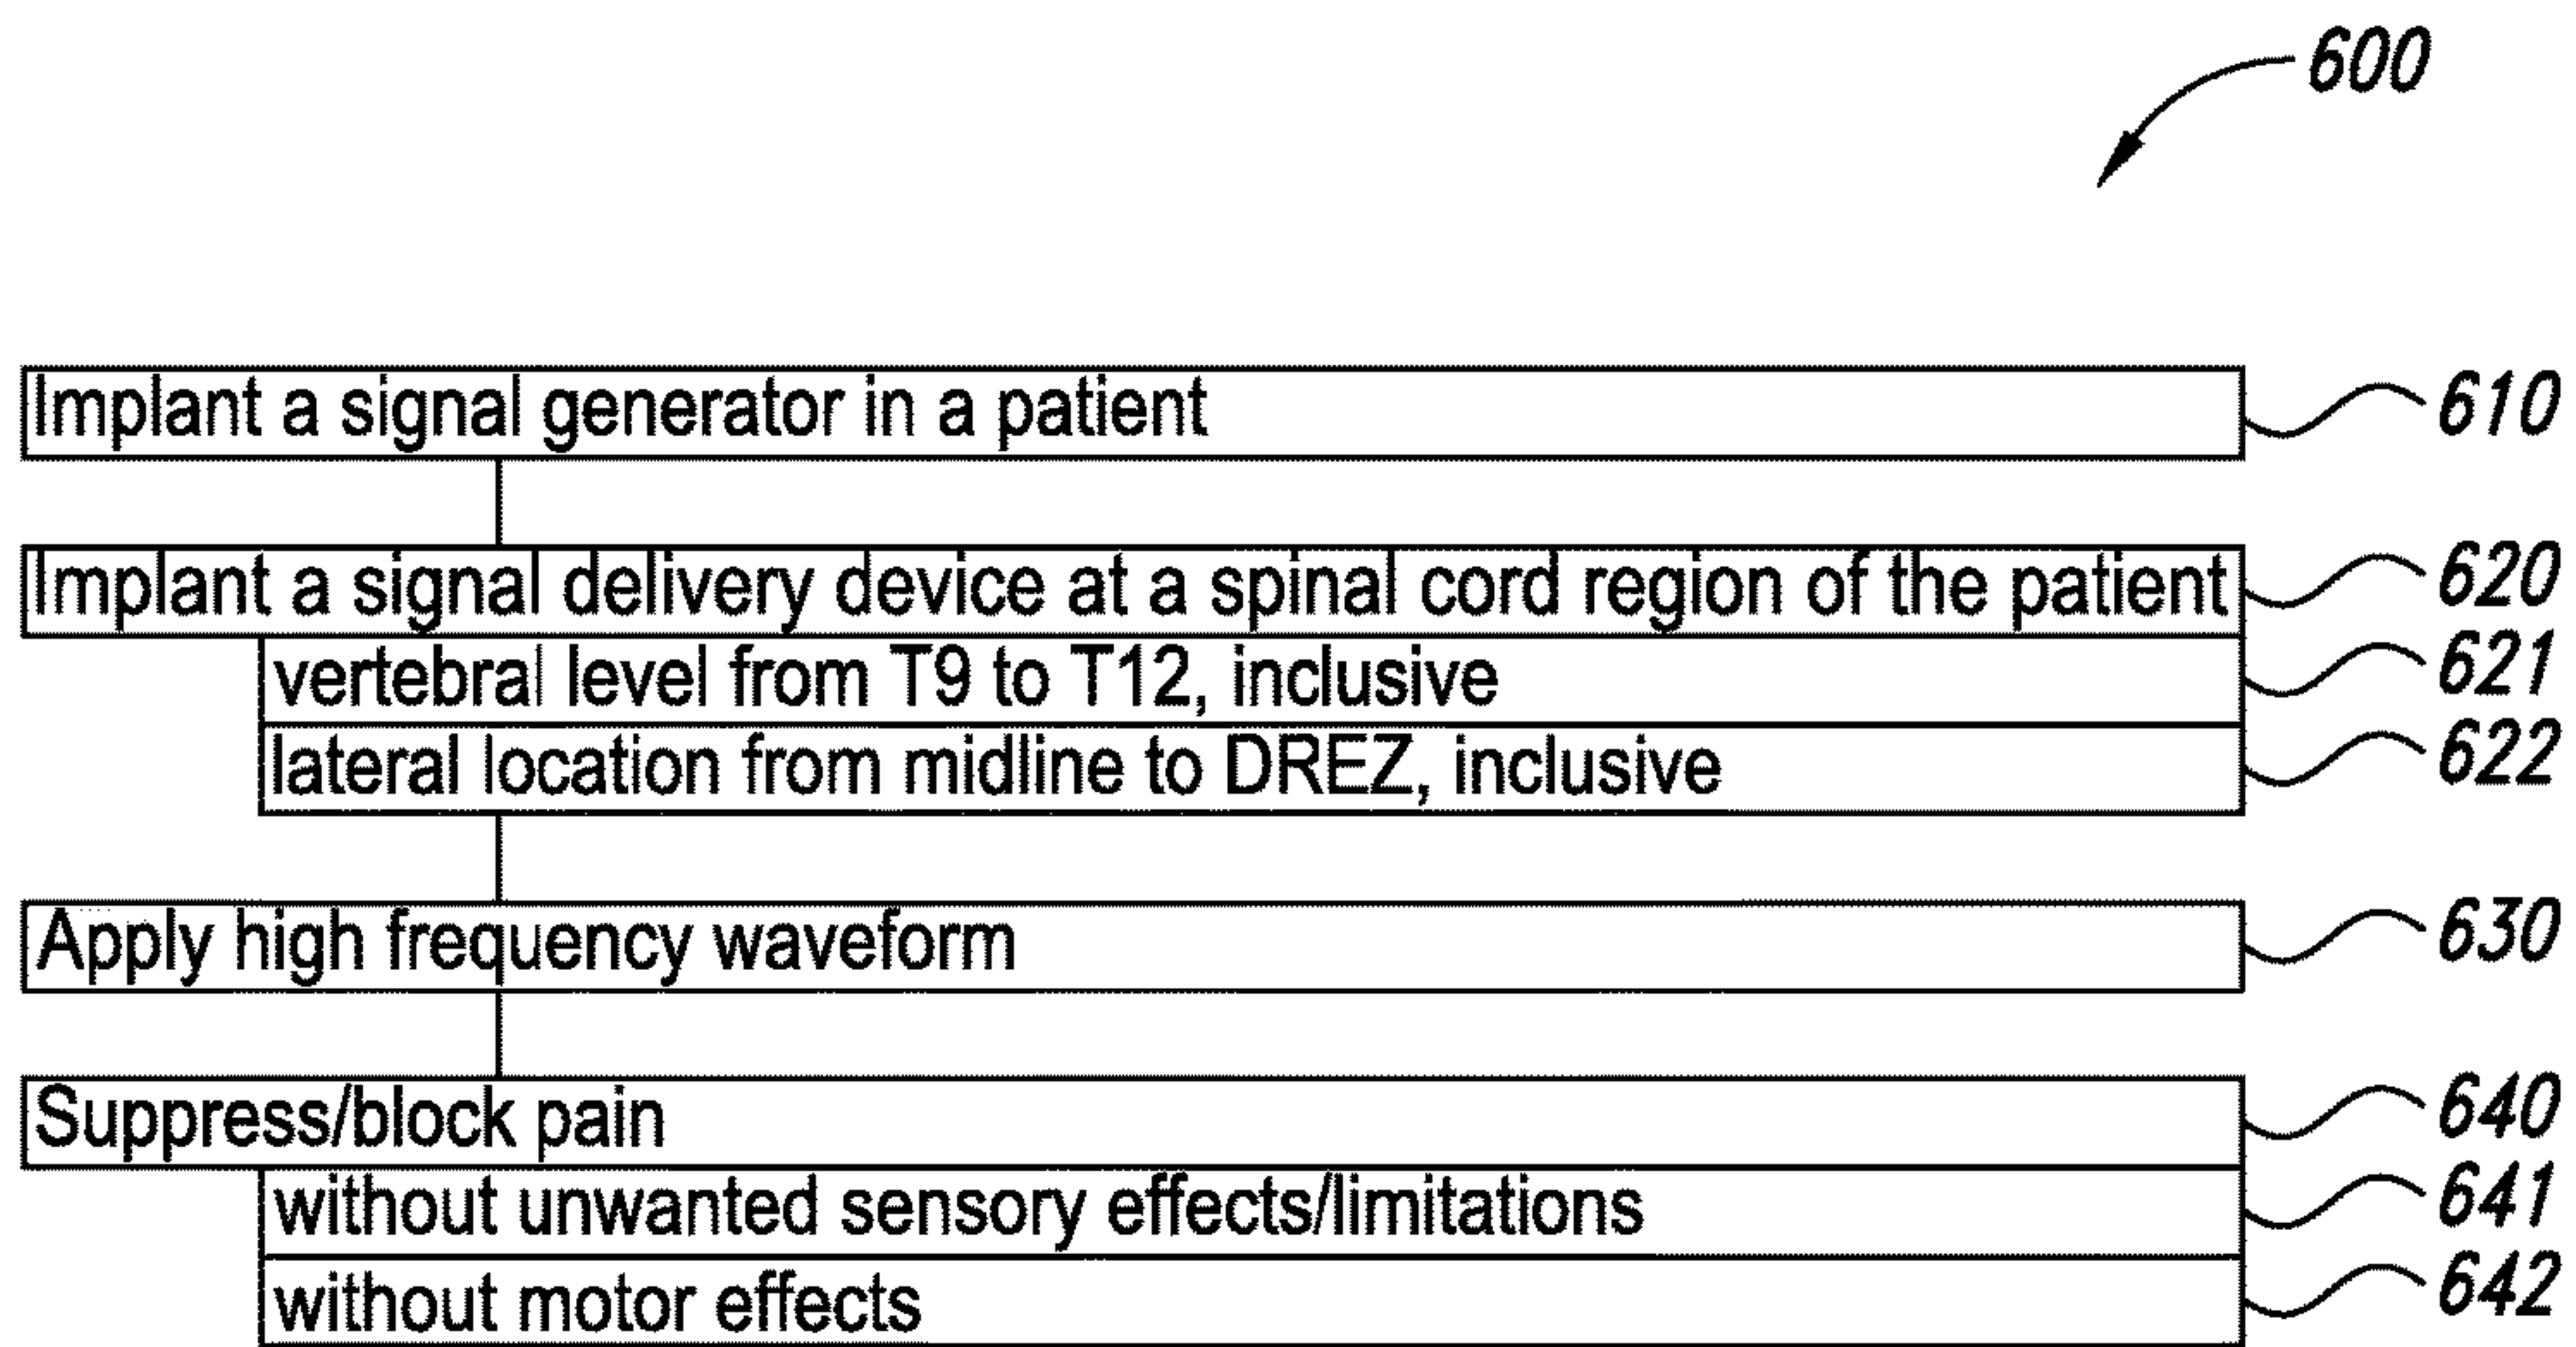 600
Implant a signal generator in a patient 610
Implant a signal delivery device at a spinal cord region of the patient 620
vertebral level from T9 to T12, inclusive 621
lateral location from midline to DREZ, inclusive 622
Apply high frequency waveform 630
Suppress/block pain 640
without unwanted sensory effects/limitations 641
without motor effects 642